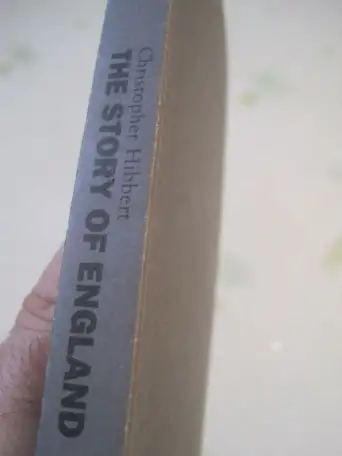 Christopher Hibbert
THE STORY OF ENGLAND